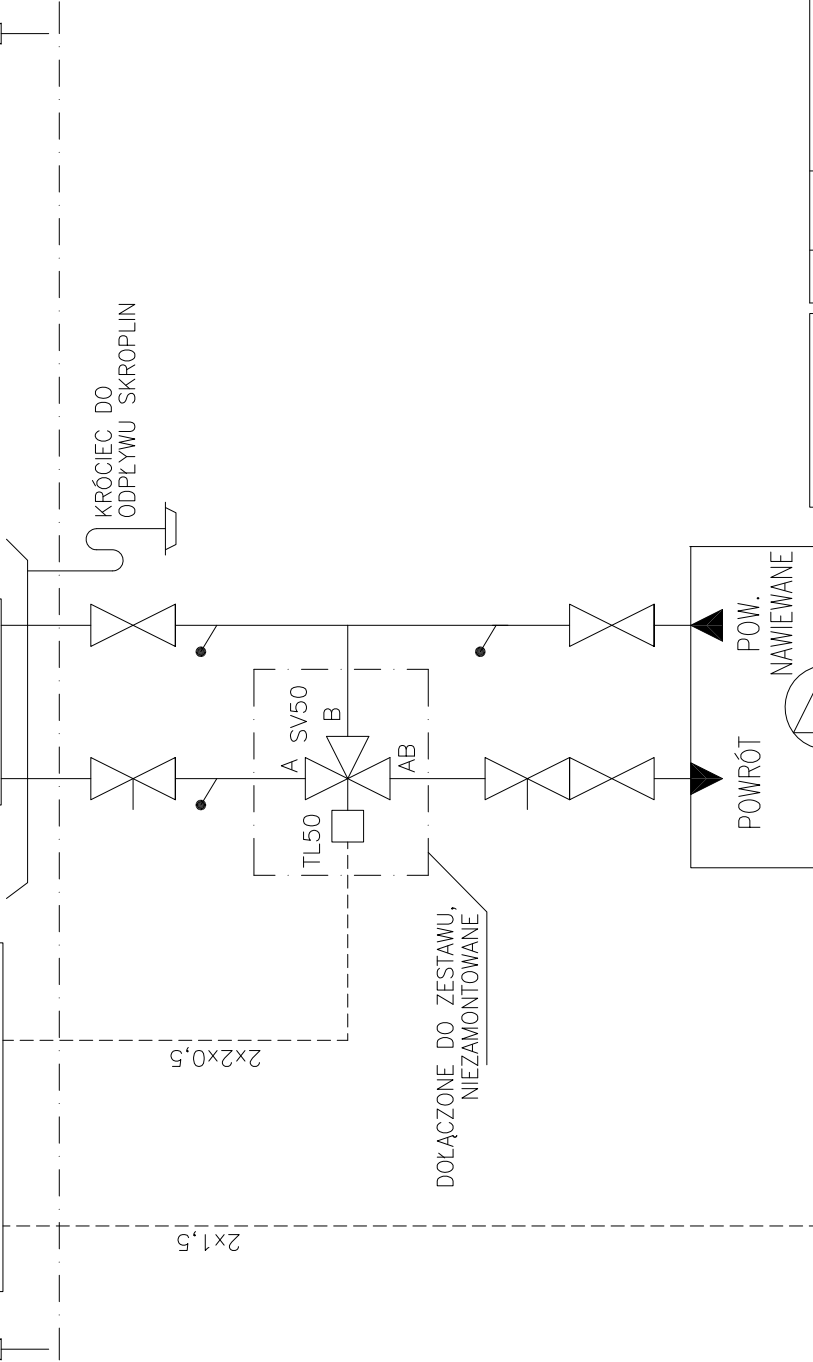 KRÓCIEC DO
ODPŁYWU SKROPLIN
A
SV50
B
TL50
AB
POW.
NAWIEWANE
POWRÓT
DOŁĄCZONE DO ZESTAWU,
NIEZAMONTOWANE
2x2x0,5
2x1,5